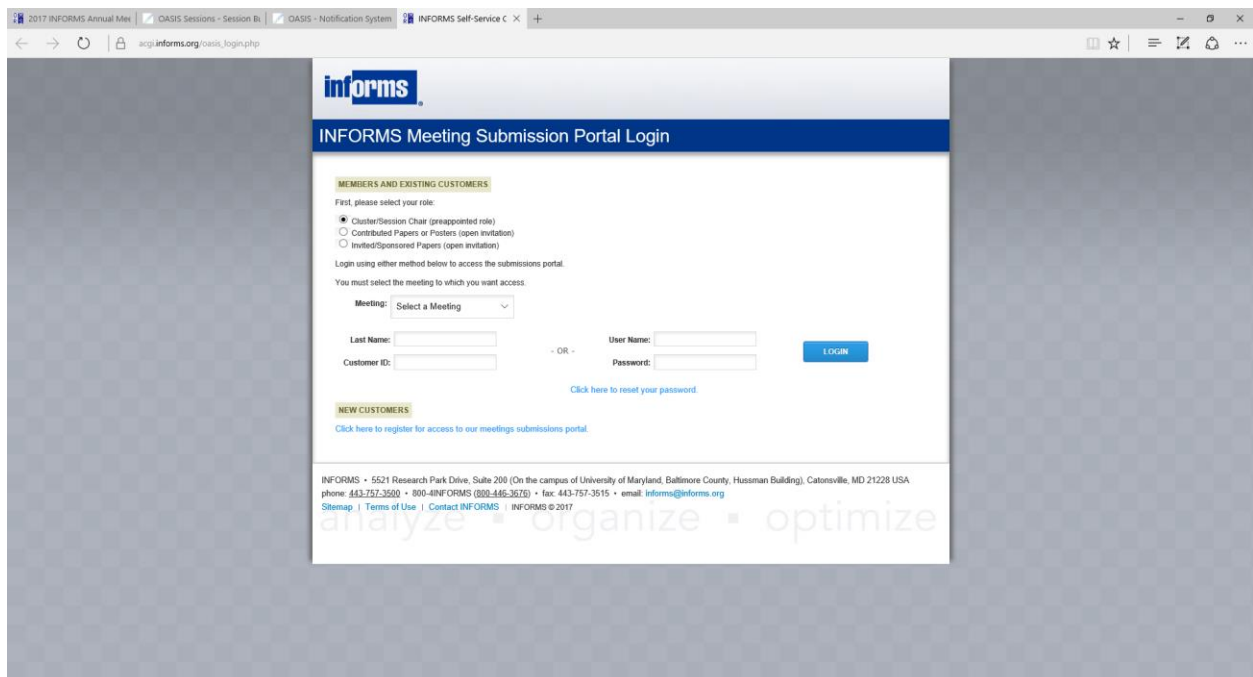 2017 INFORMS Annual Mee
OASIS Sessions - Session Bu
OASIS - Notification System
INFORMS Self-Service C
acgi.informs.org/oasis_login.php
informs
INFORMS Meeting Submission Portal Login
MEMBERS AND EXISTING CUSTOMERS
First, please select your role:
Cluster/Session Chair (preappointed role)
Contributed Papers or Posters (open invitation)
Invited/Sponsored Papers (open invitation)
Login using either method below to access the submissions portal.
You must select the meeting to which you want access.
Meeting: Select a Meeting
Last Name:
Customer ID:
- OR -
User Name:
Password:
LOGIN
Click here to reset your password.
NEW CUSTOMERS
Click here to register for access to our meetings submissions portal.
INFORMS • 5521 Research Park Drive, Suite 200 (On the campus of University of Maryland, Baltimore County, Hussman Building), Catonsville, MD 21228 USA
phone: 443-757-3500 • 800-4INFORMS (800-446-3676) • fax: 443-757-3515 • email: informs@informs.org
Sitemap | Terms of Use | Contact INFORMS | INFORMS © 2017
analyze ▪ organize ▪ optimize